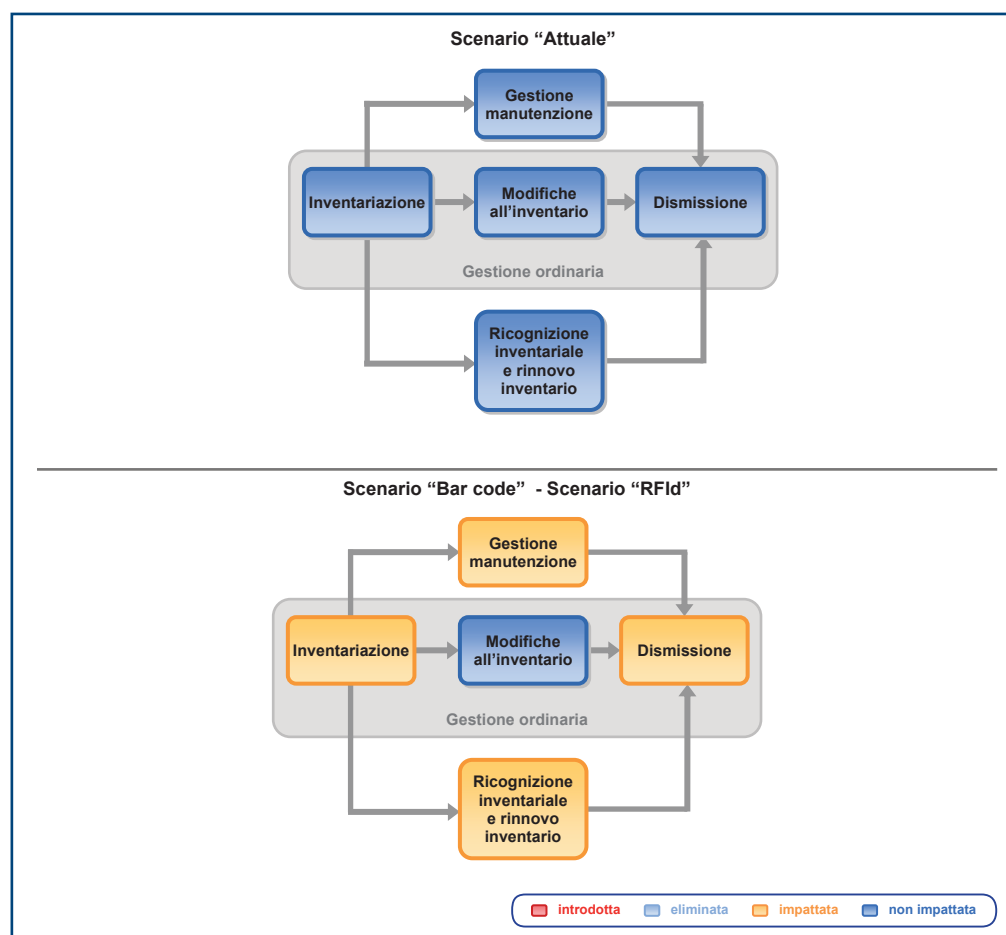 Scenario “Attuale”
Gestione
manutenzione
Inventariazione
Modifiche
all’inventario
Dismissione
Gestione ordinaria
Ricognizione
inventariale
e rinnovo
inventario
Scenario “Bar code”  - Scenario “RFId”
Gestione
manutenzione
Inventariazione
Modifiche
all’inventario
Dismissione
Gestione ordinaria
Ricognizione
inventariale
e rinnovo
inventario
introdotta eliminata impattata non impattata